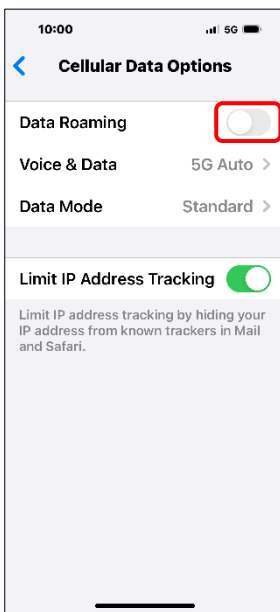 10:00
5G
Cellular Data Options
Data Roaming
Voice & Data 5G Auto
Data Mode Standard
Limit IP Address Tracking
Limit IP address tracking by hiding your
IP address from known trackers in Mail
and Safari.